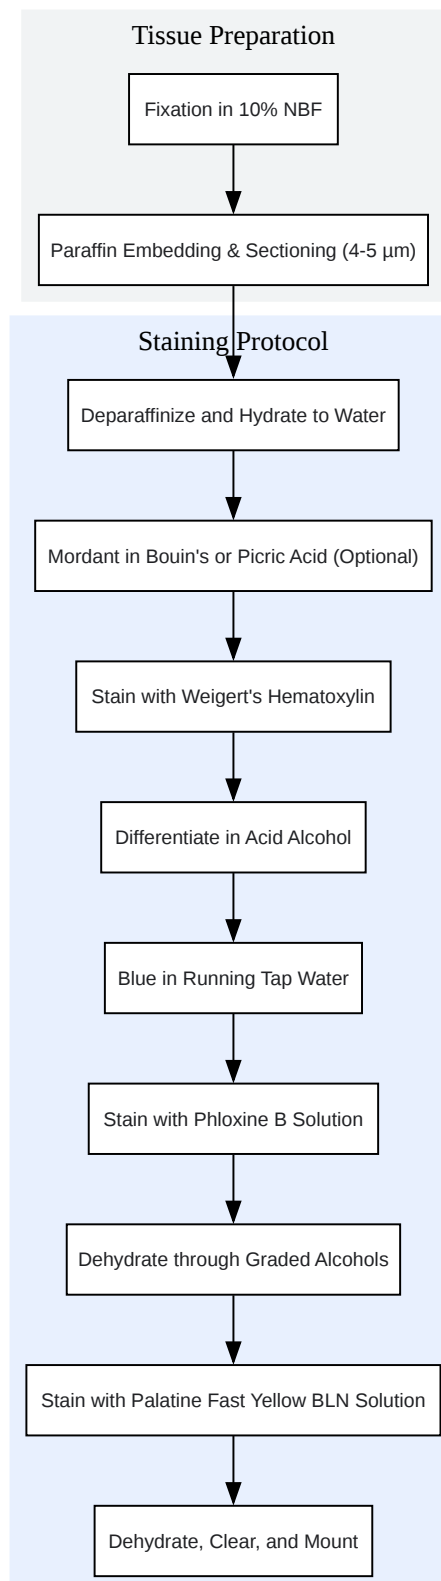 Tissue Preparation
Fixation in 10% NBF
Paraffin Embedding & Sectioning (4-5 µm)
Staining Protocol
Deparaffinize and Hydrate to Water
Mordant in Bouin's or Picric Acid (Optional)
Stain with Weigert's Hematoxylin
Differentiate in Acid Alcohol
Blue in Running Tap Water
Stain with Phloxine B Solution
Dehydrate through Graded Alcohols
Stain with Palatine Fast Yellow BLN Solution
Dehydrate, Clear, and Mount